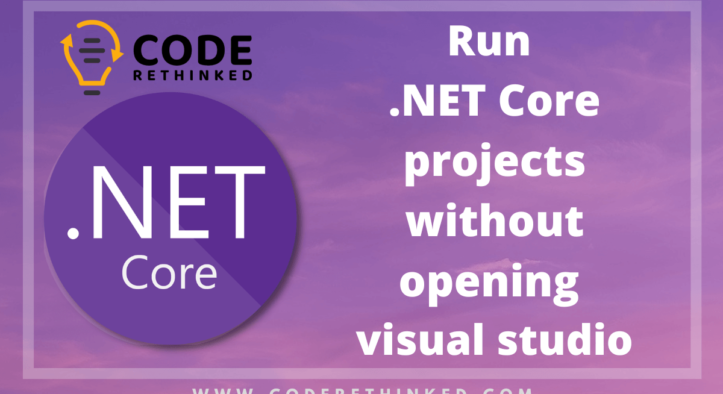 CODE
RETHINKED
.NET
Core
Run
.NET Core
projects
without
opening
visual studio
WWW.CODERETHINKED.COM